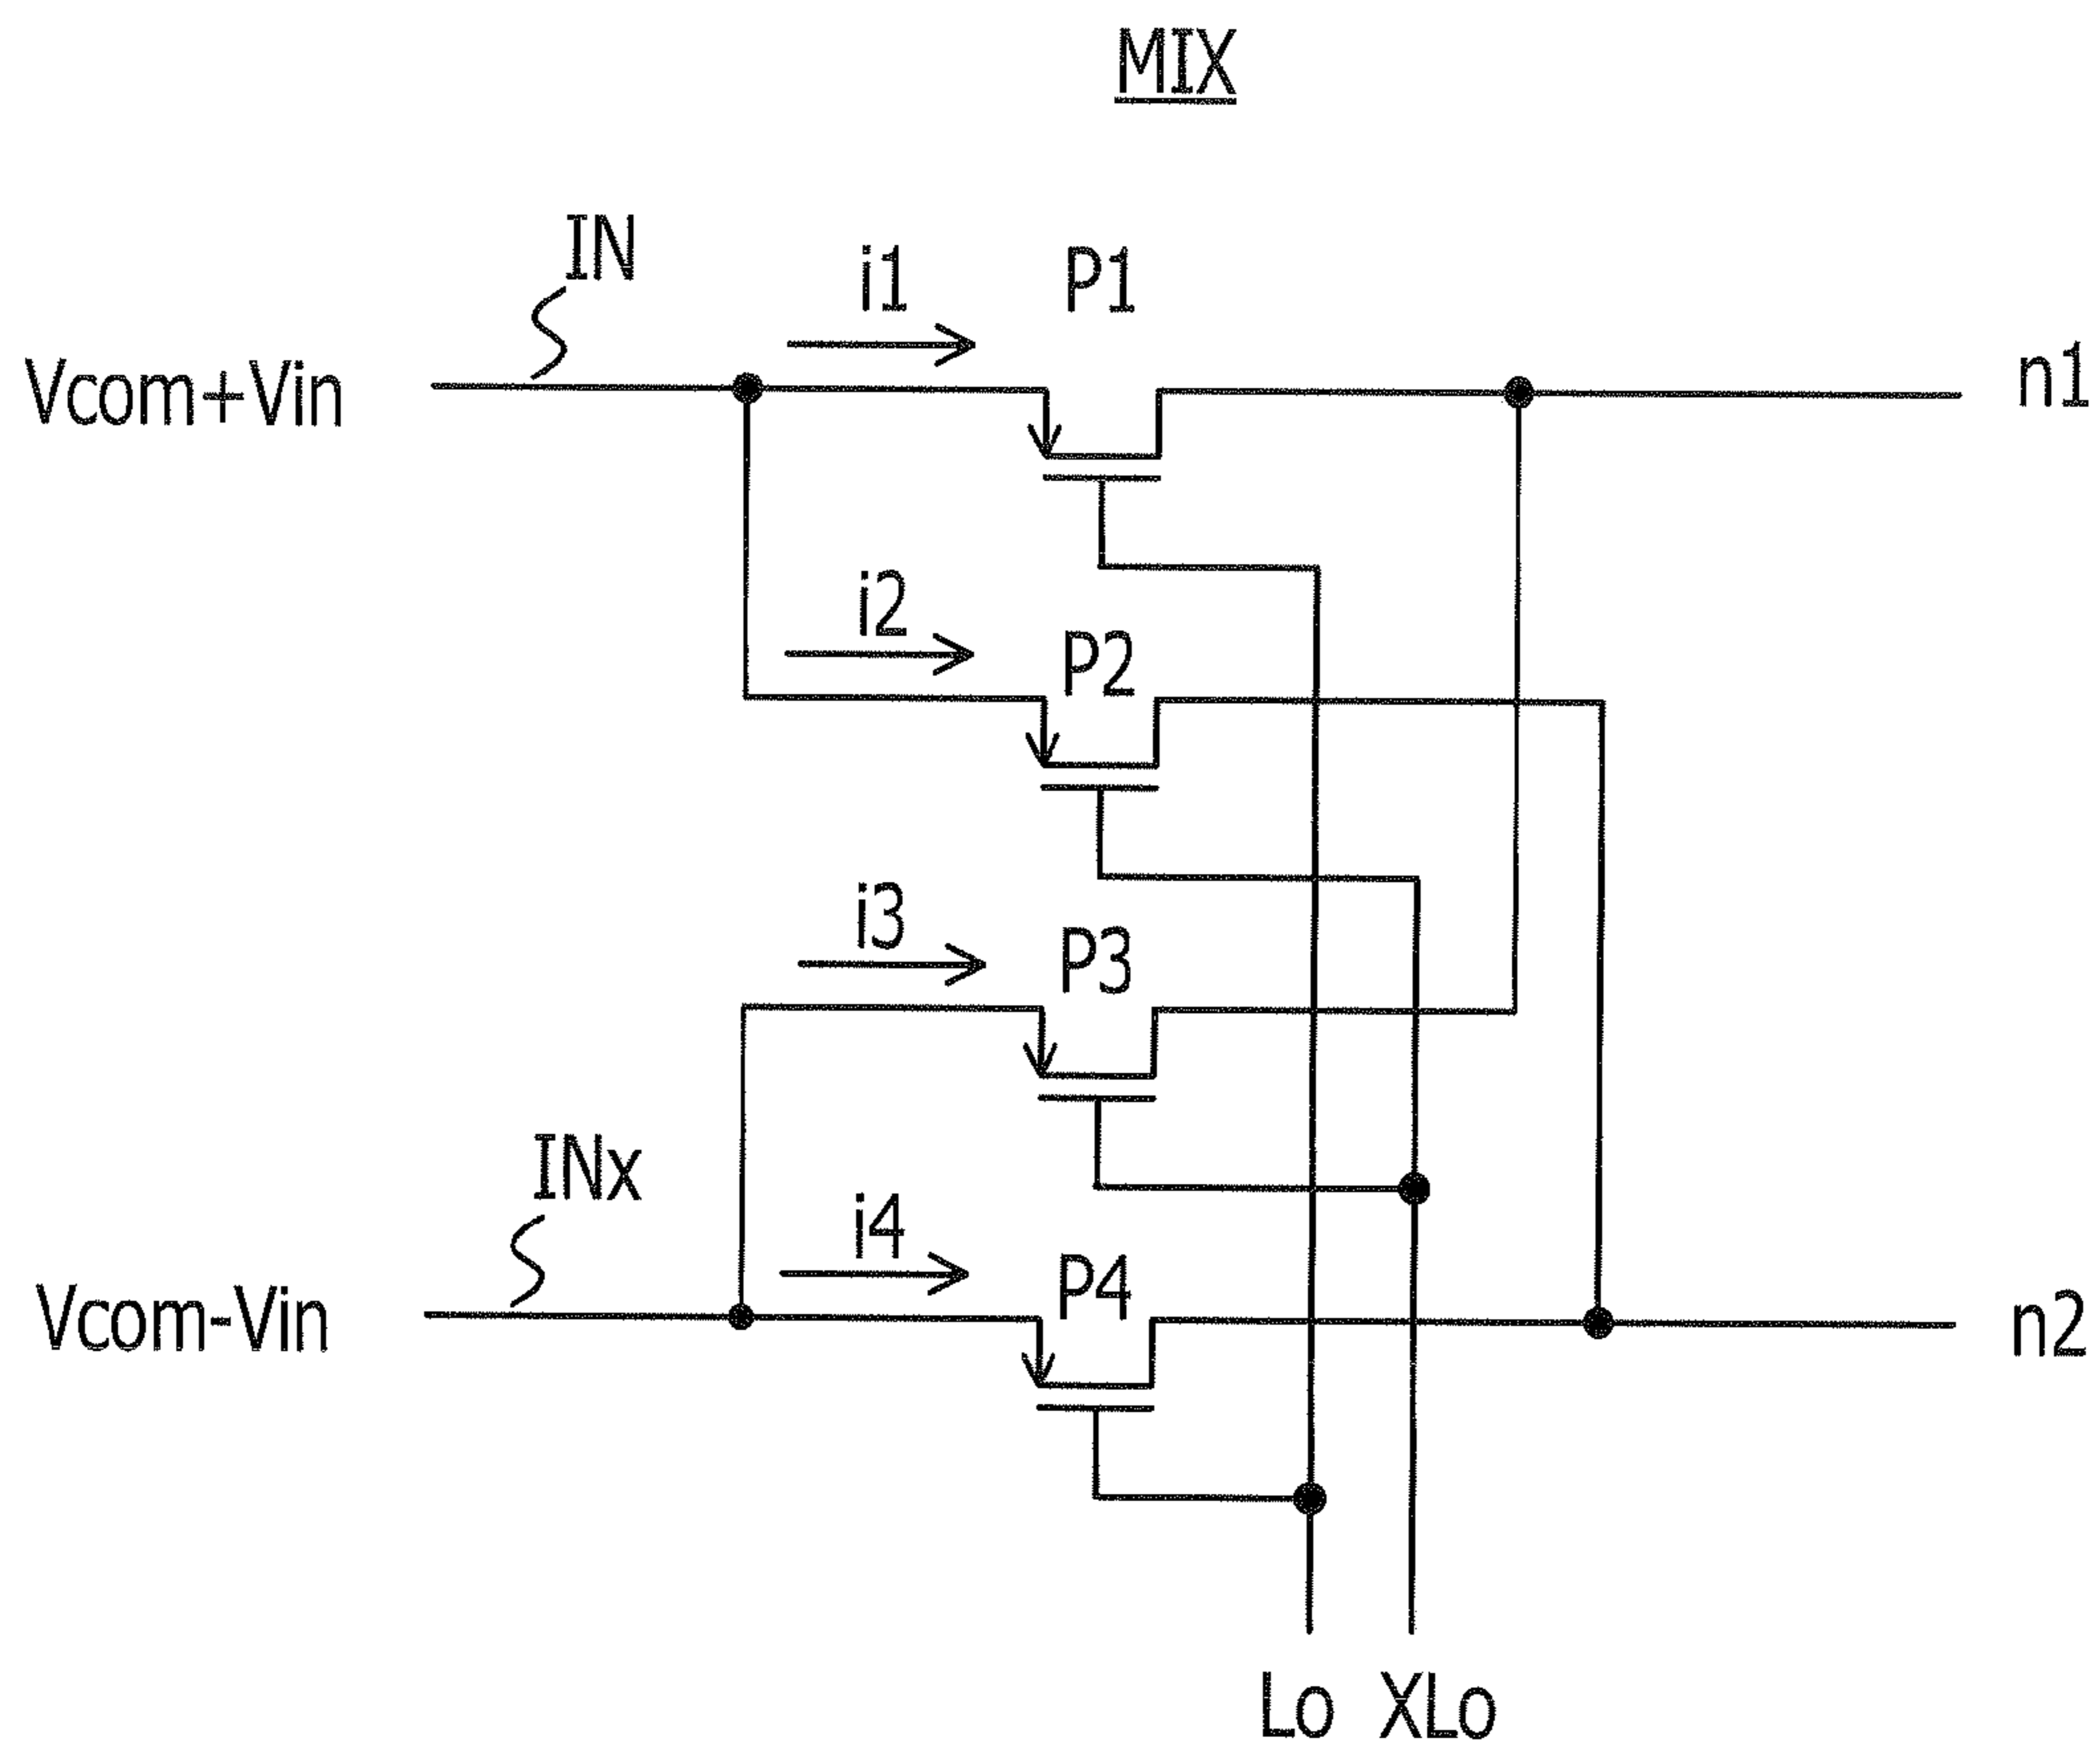 MIX
IN
i1
P1
Vcom+Vin
n1
i2
P2
i3
P3
INx
i4
P4
Vcom-Vin
n2
Lo
XLo